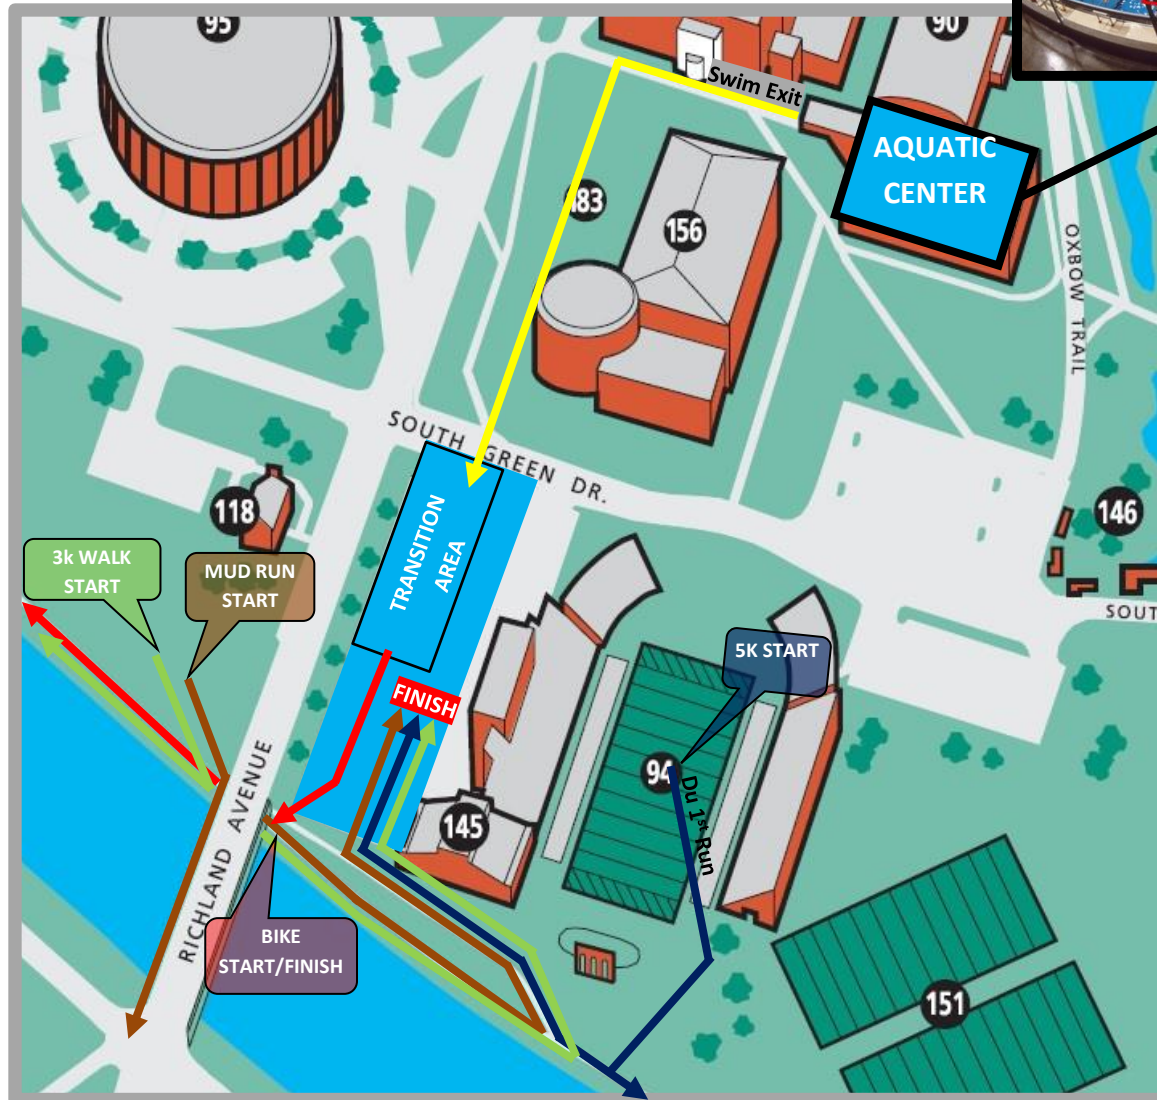 95
90
Swim Exit
AQUATIC
CENTER
183
156
OXBOW TRAIL
SOUTH GREEN DR.
TRANSITION
AREA
118
146
3k WALK
START
MUD RUN
START
SOUT
5K START
FINISH
94
Du 1st Run
RICHLAND AVENUE
145
BIKE
START/FINISH
151